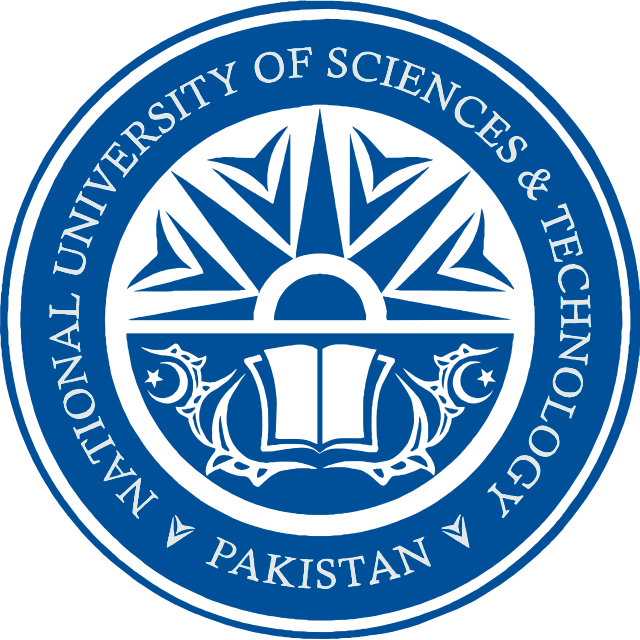 NATIONAL UNIVERSITY OF SCIENCES & TECHNOLOGY
PAKISTAN